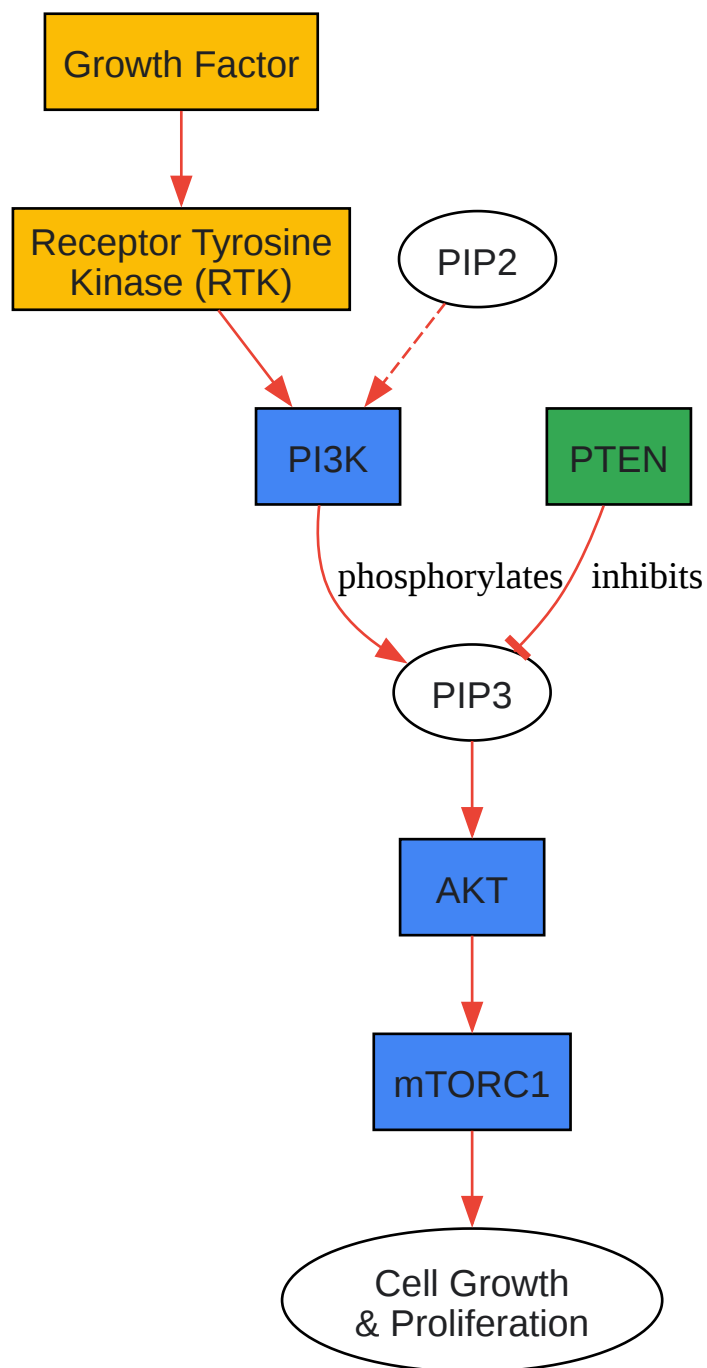 Growth Factor
Receptor Tyrosine
Kinase (RTK)
PIP2
PI3K
PTEN
phosphorylates
inhibits
PIP3
AKT
mTORC1
Cell Growth
& Proliferation